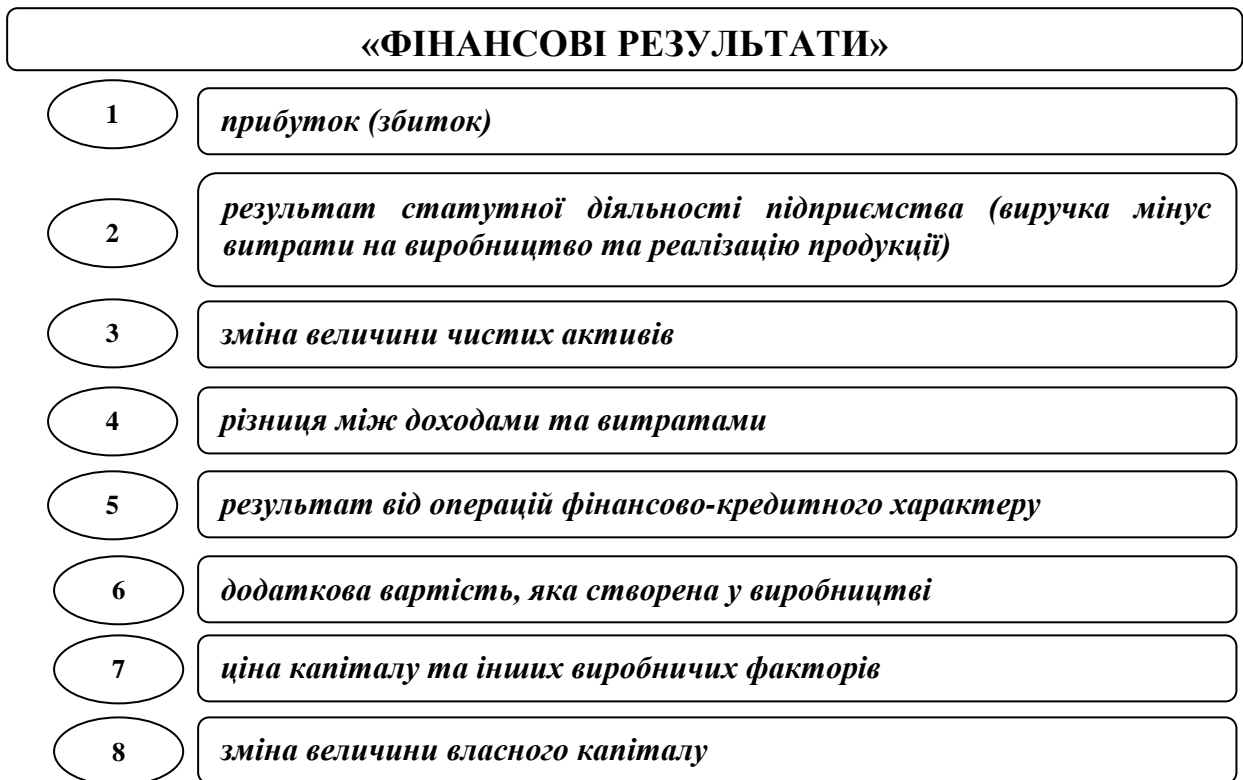 «ФІНАНСОВІ РЕЗУЛЬТАТИ»
1 прибуток (збиток)
2 результат статутної діяльності підприємства (виручка мінус
витрати на виробництво та реалізацію продукції)
3 зміна величини чистих активів
4 різниця між доходами та витратами
5 результат від операцій фінансово-кредитного характеру
6 додаткова вартість, яка створена у виробництві
7 ціна капіталу та інших виробничих факторів
8 зміна величини власного капіталу